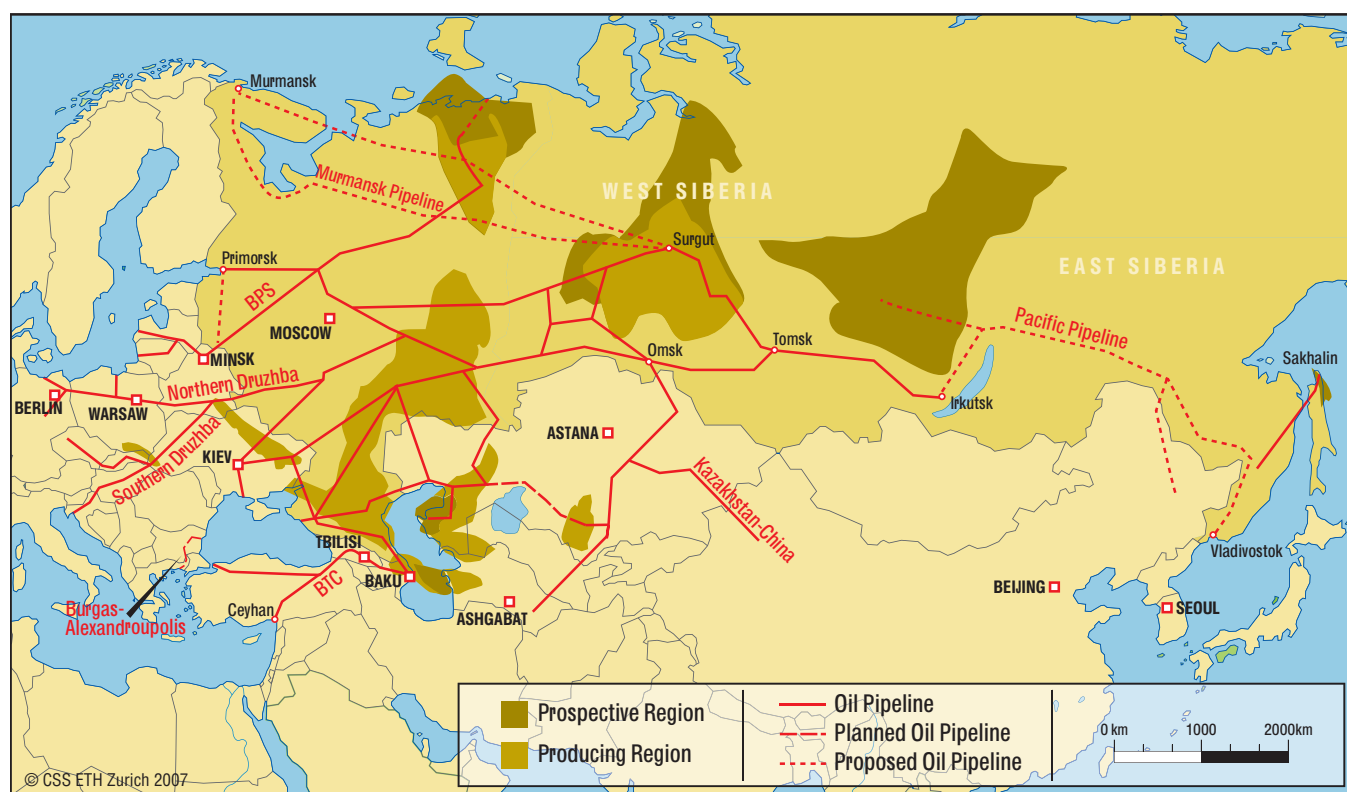 Murmansk
Murmansk Pipeline
WEST SIBERIA
Surgut
Primorsk
EAST SIBERIA
BPS
MOSCOW
Pacific Pipeline
Tomsk
MINSK
Omsk
Sakhalin
Northern Druzhba
BERLIN
WARSAW
Irkutsk
ASTANA
Southern Druzhba
KIEV
Kazakhstan-China
TBILISI
Vladivostok
BAKU
BTC
BEIJING
Burgas-
Alexandroupolis
Ceyhan
ASHGABAT
SEOUL
Prospective Region
Producing Region
Oil Pipeline
Planned Oil Pipeline
Proposed Oil Pipeline
0 km 1000 2000km
© CSS ETH Zurich 2007